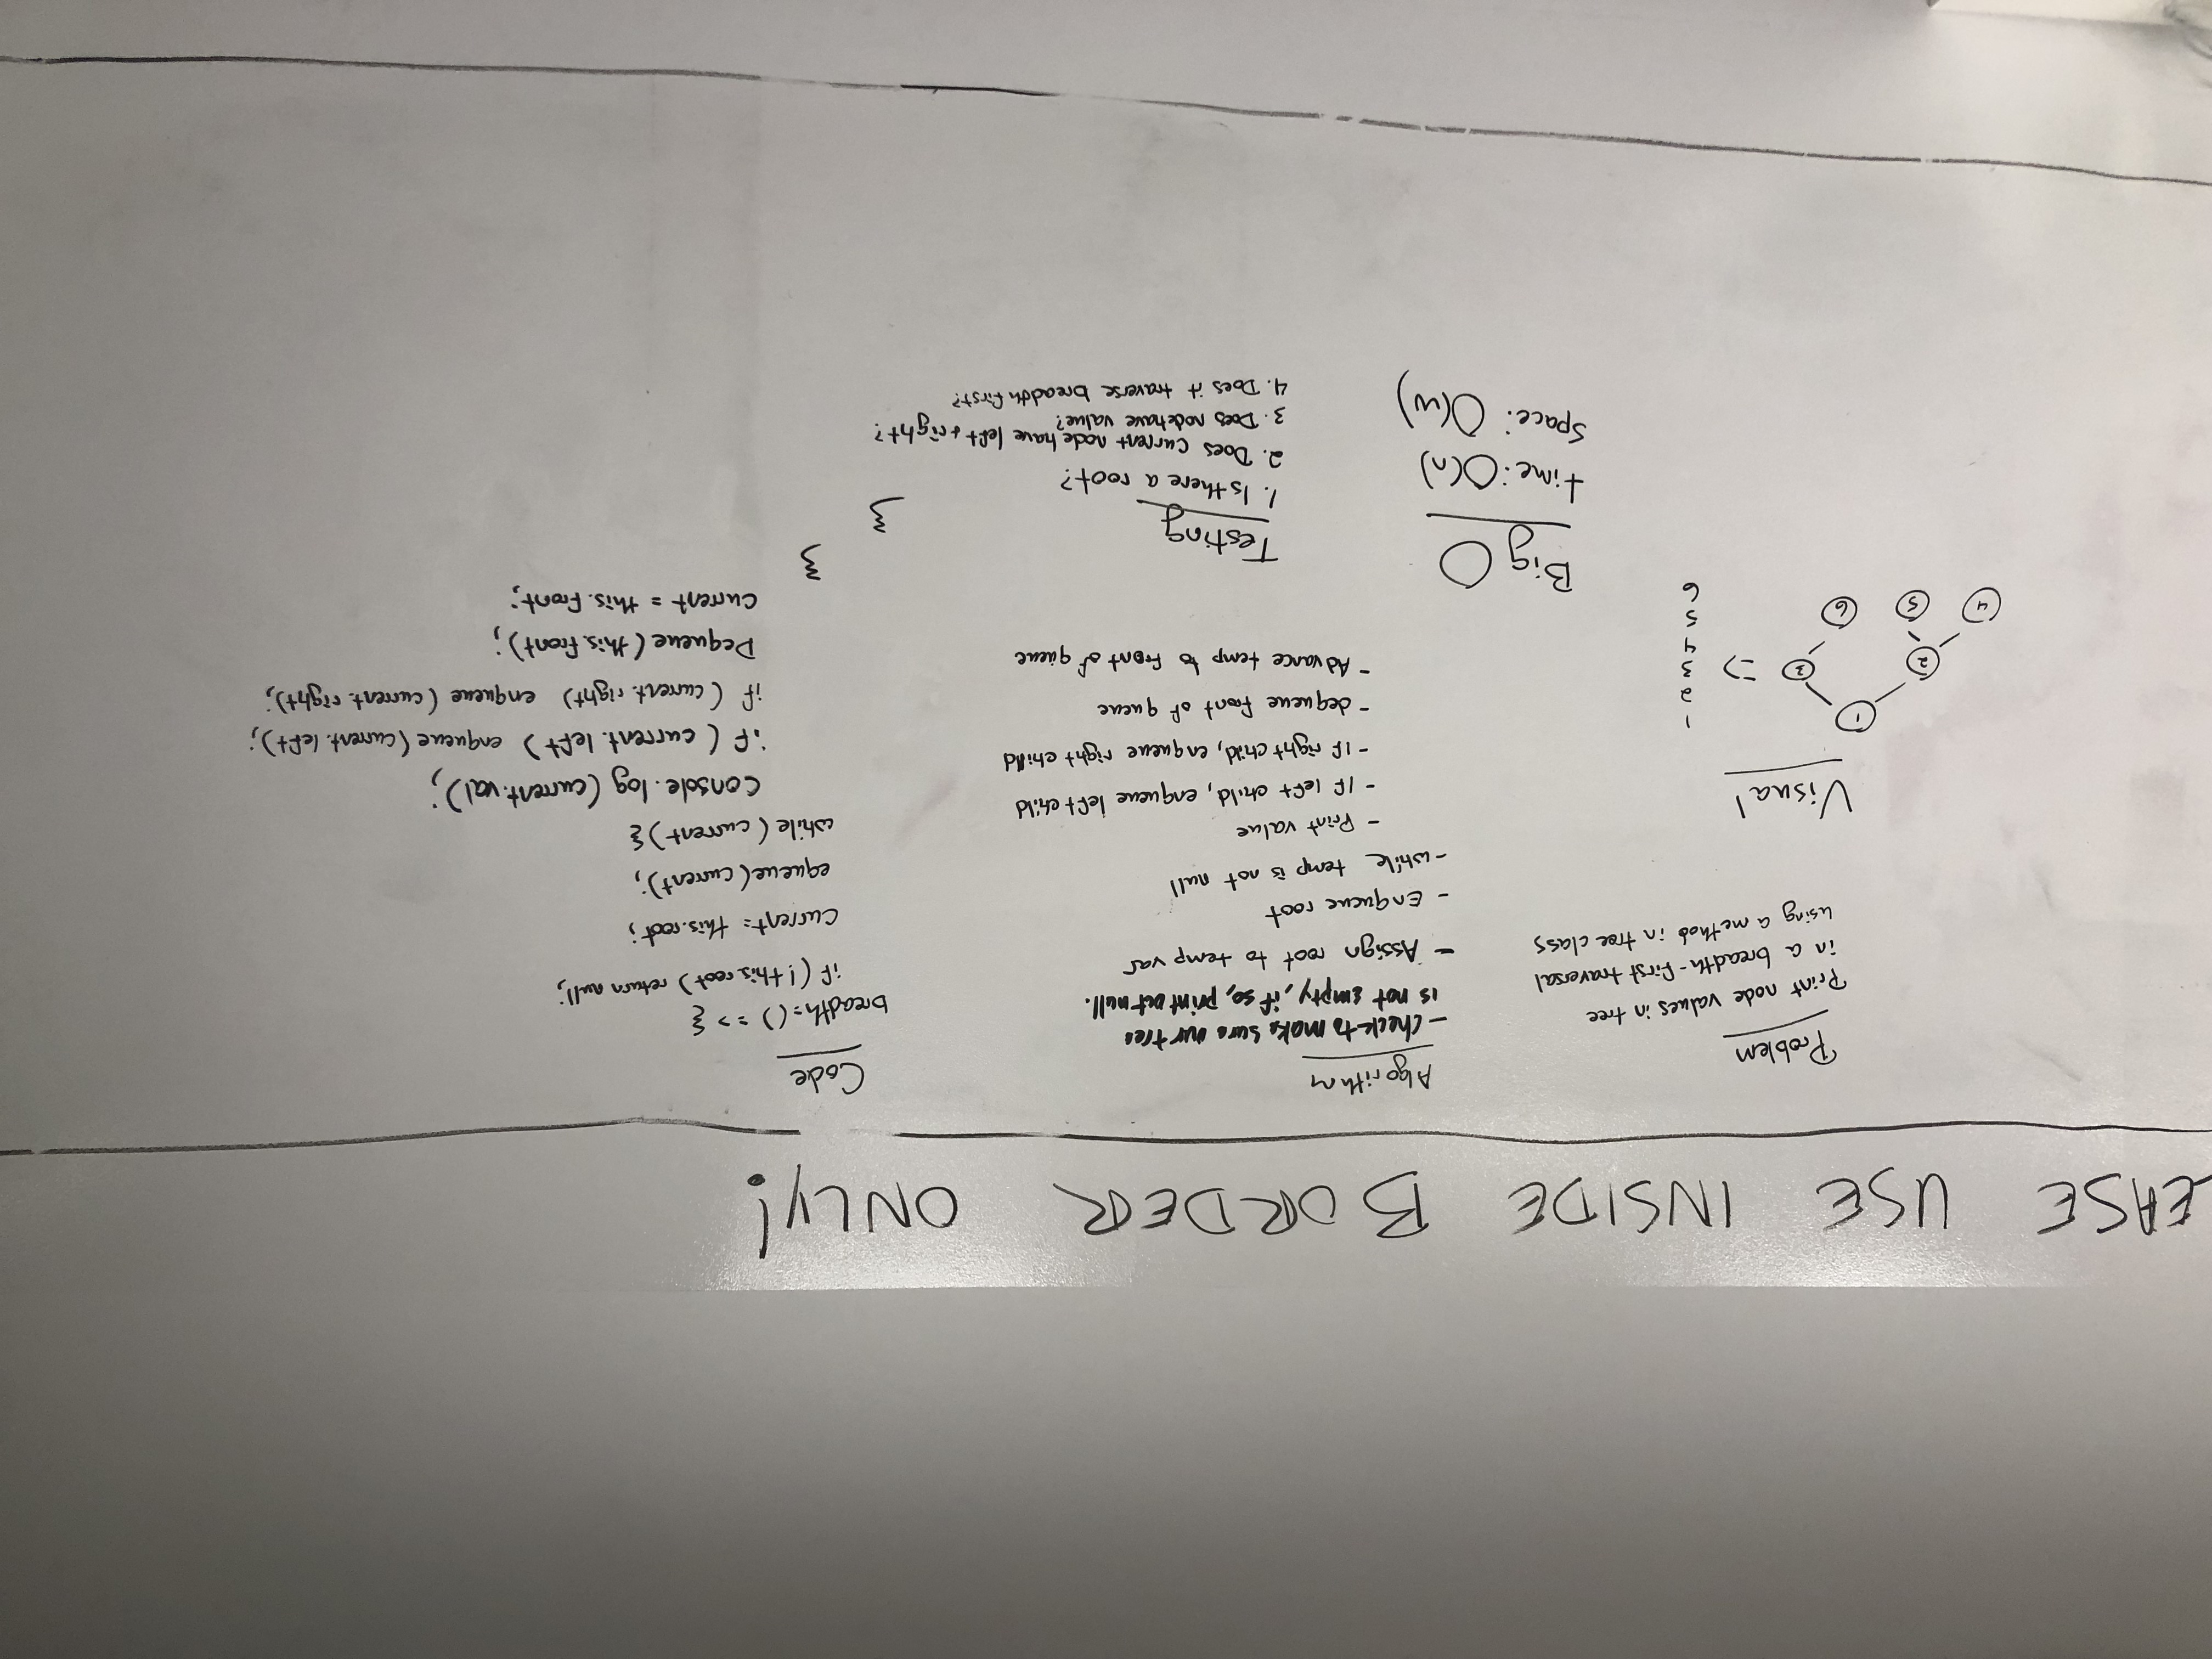 LEASE USE INSIDE BORDER ONLY!
Problem
Print node values in tree
in a breadth-first traversal
using a method in tree class
Visual
1
2
3
4
5
6
=>
1
2
3
4
5
6
Algorithm
- Check to make sure our tree
is not empty, if so, print out null.
- Assign root to temp var
- Enqueue root
- while temp is not null
- Print value
- If left child, enqueue left child
- If right child, enqueue right child
- dequeue front of queue
- Advance temp to front of queue
Big O
time: O(n)
space: O(w)
Testing
1. Is there a root?
2. Does current node have left + right?
3. Does node have value?
4. Does it traverse breadth first?
Code
breadth = () => {
if (!this.root) return null;
current = this.root;
equeue(current);
while (current) {
console.log (current.val);
if (current.left) enqueue (current.left);
if (current.right) enqueue (current.right);
Dequeue (this.front);
current = this.front;
}
}